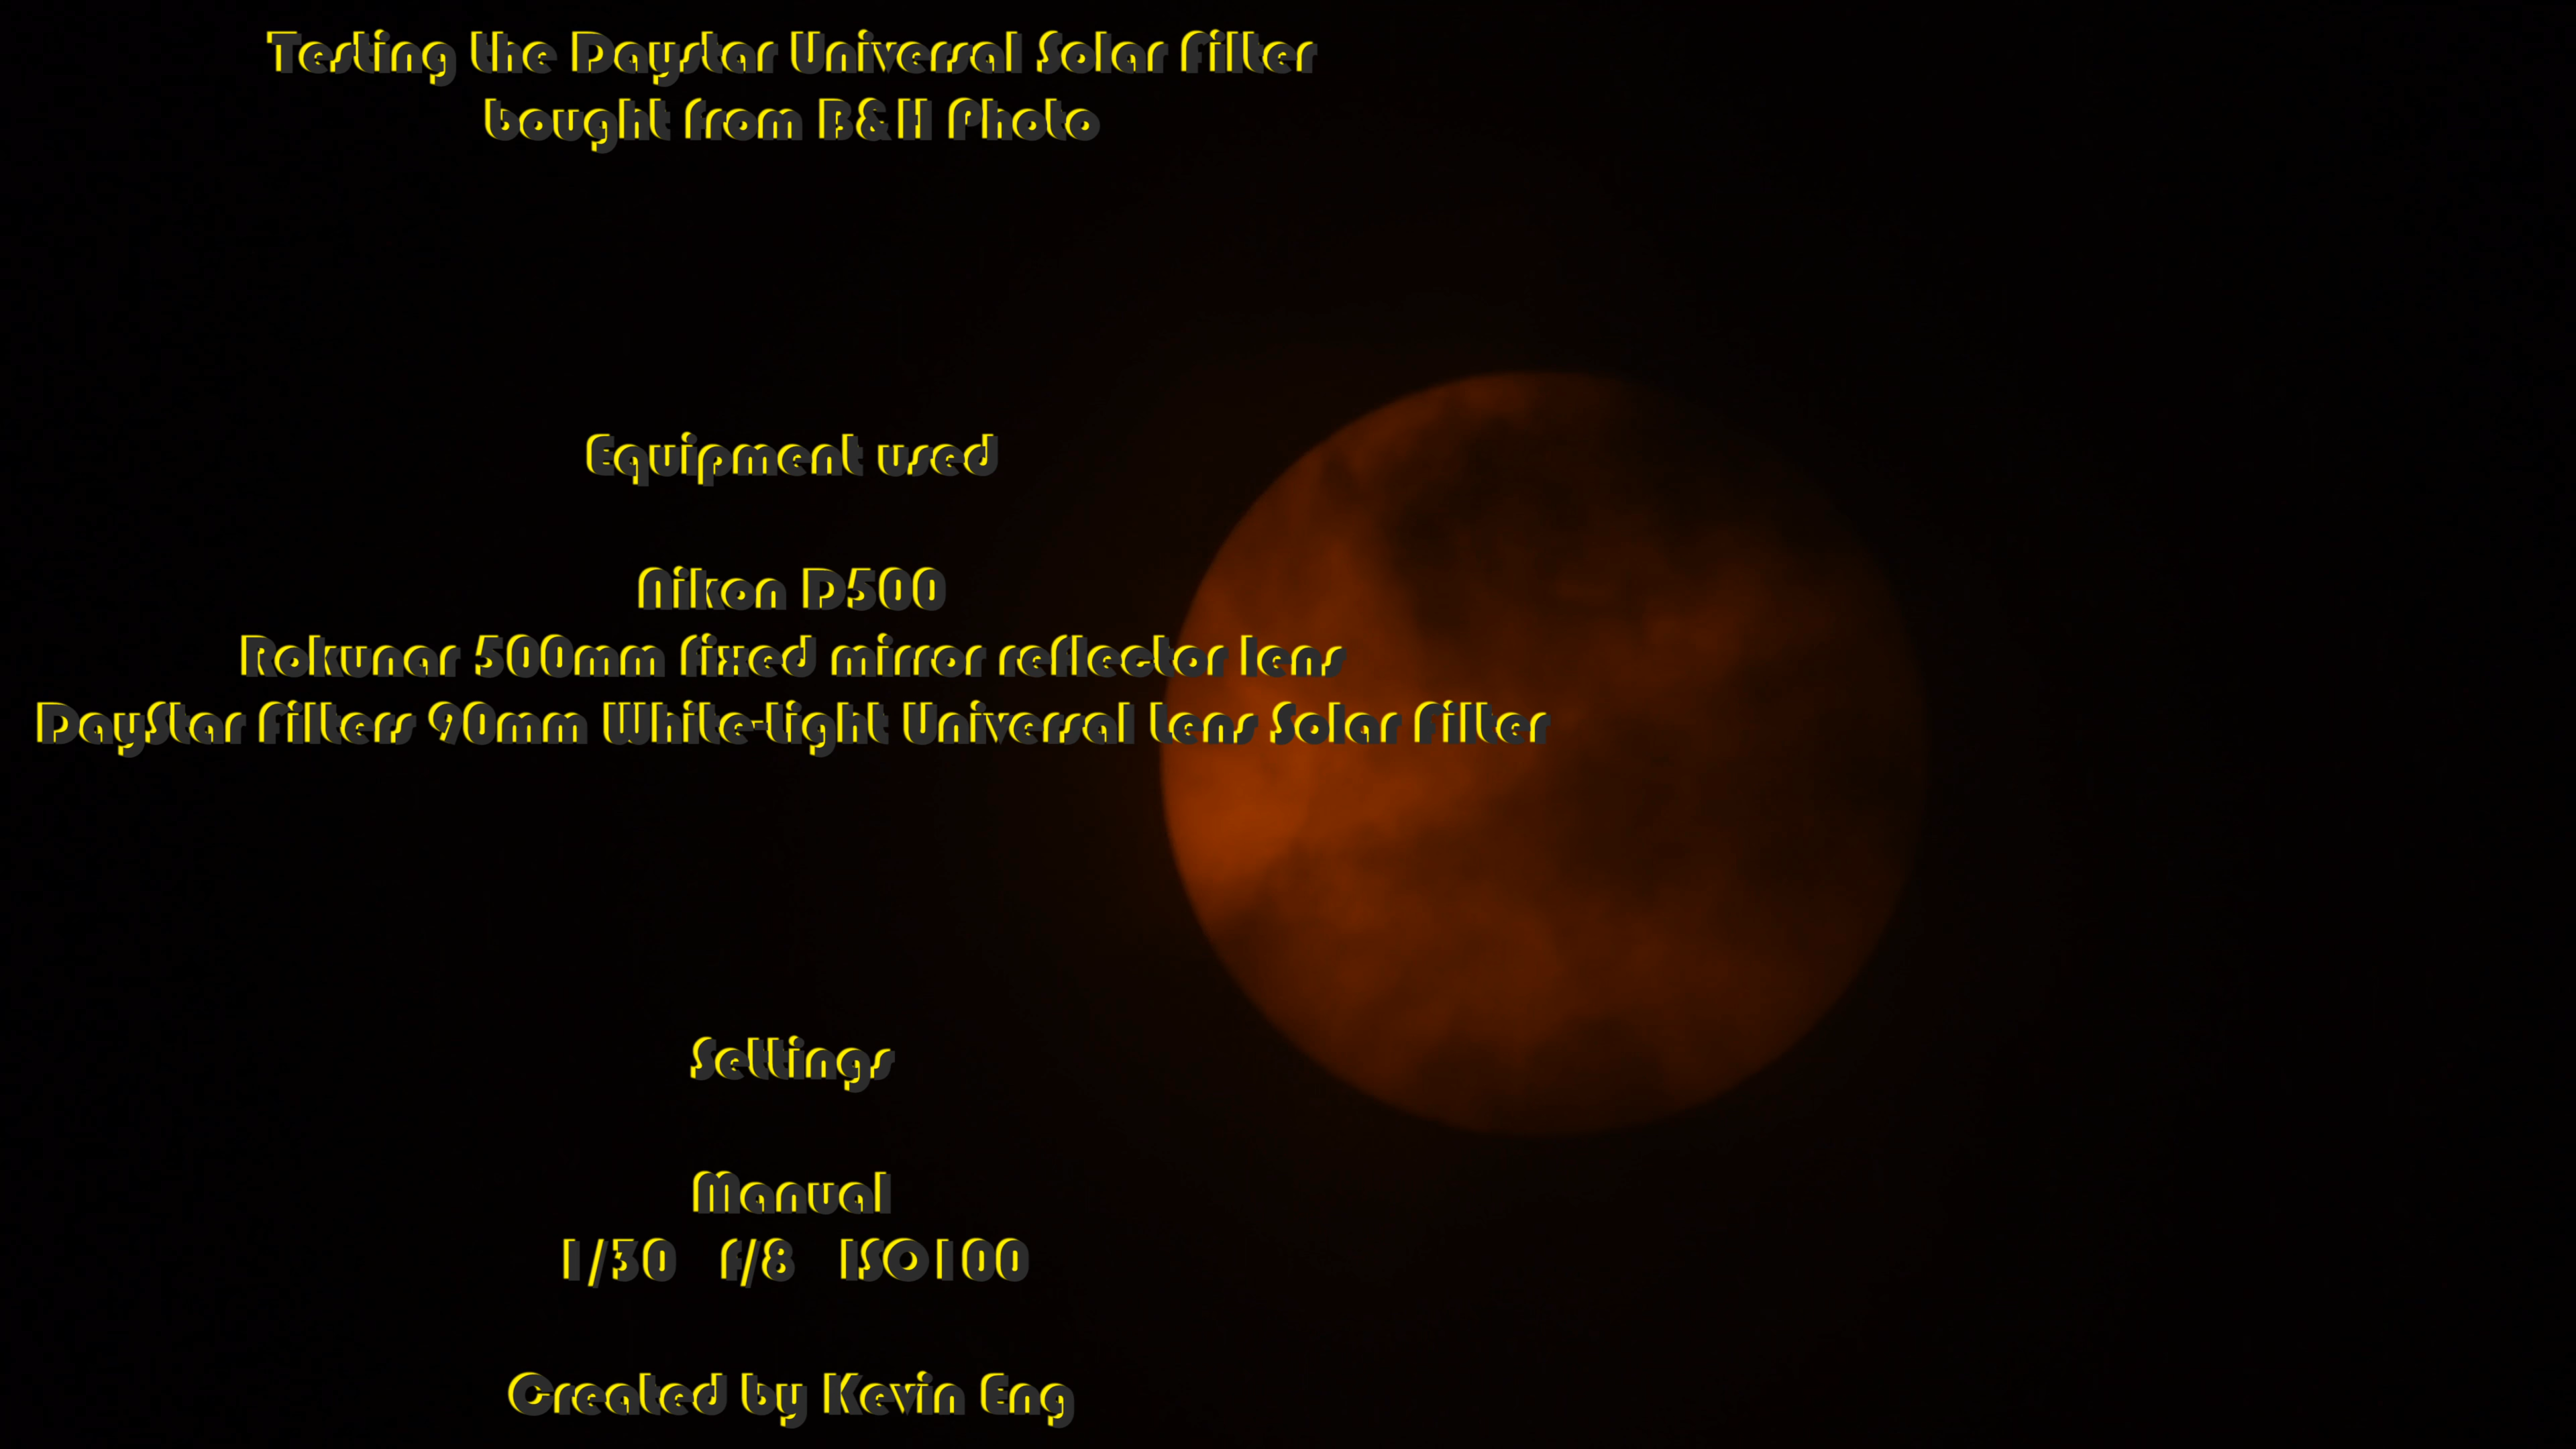 Testing the Daystar Universal Solar Filter
bought from B&H Photo
Equipment used
Nikon D500
Rokunar 500mm fixed mirror reflector lens
DayStar Filters 90mm White-Light Universal Lens Solar Filter
Settings
Manual
1/30 f/8 ISO100
Created by Kevin Eng